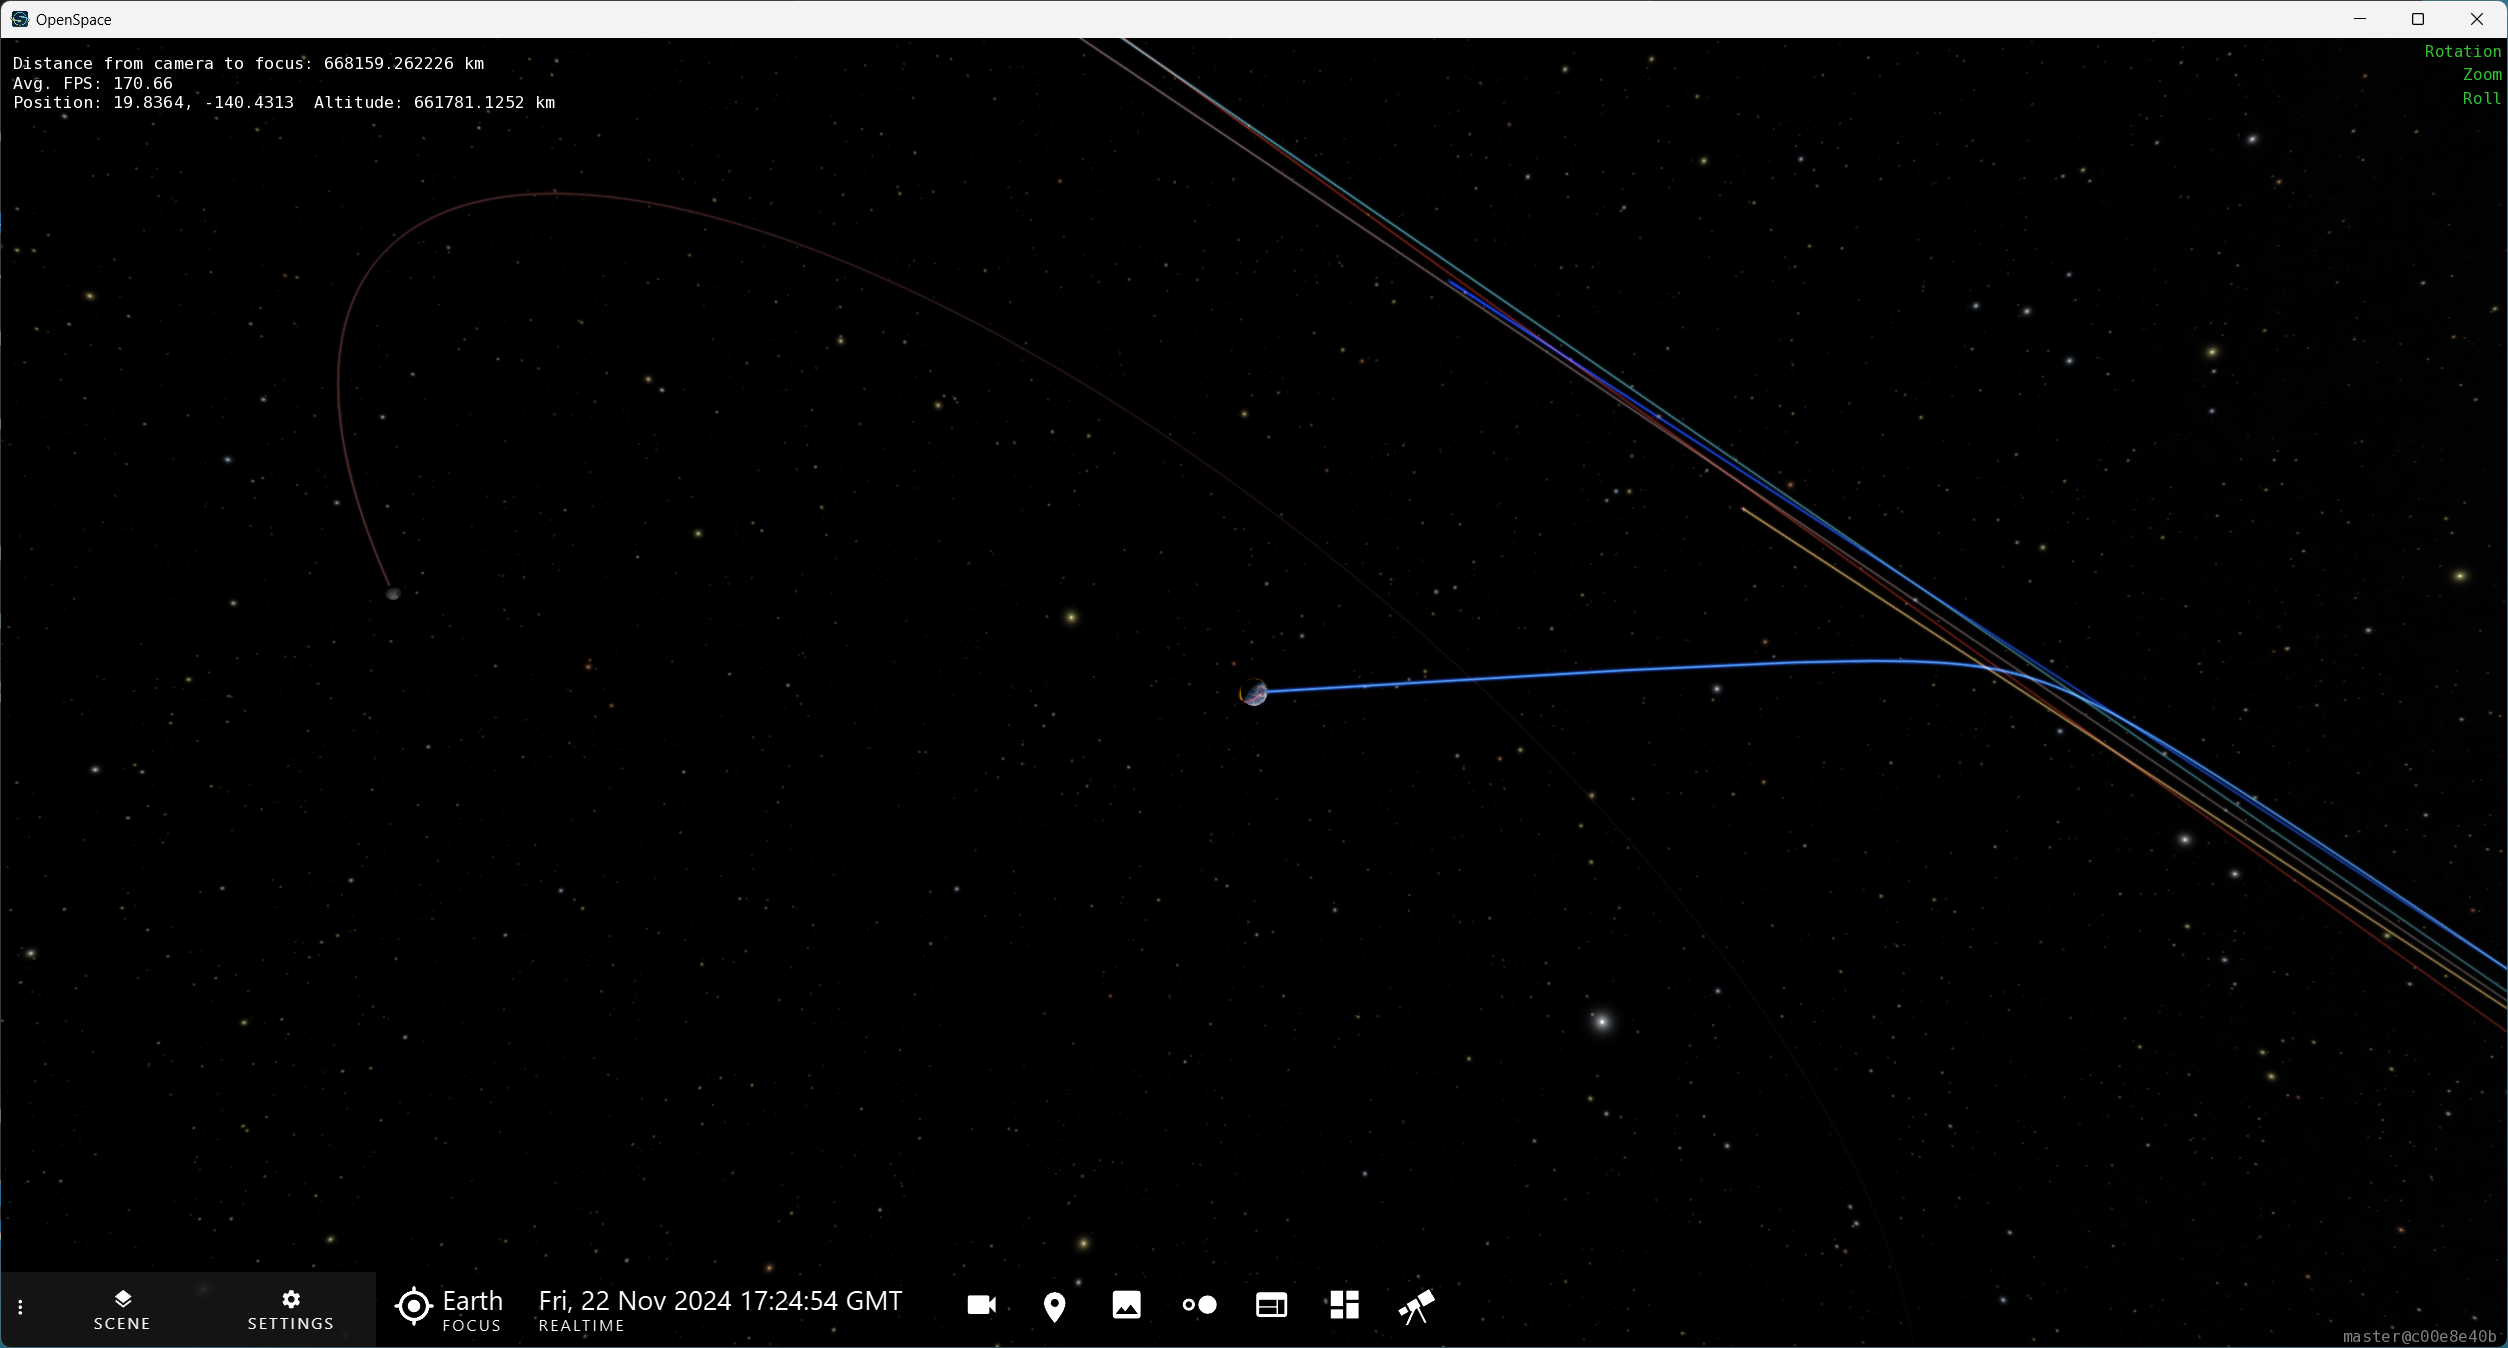 OpenSpace
Distance from camera to focus: 668159.262226 km
Avg. FPS: 170.66
Position: 19.8364, -140.4313  Altitude: 661781.1252 km
Rotation
Zoom
Roll
SCENE
SETTINGS
Earth
FOCUS
Fri, 22 Nov 2024 17:24:54 GMT
REALTIME
master@c00e8e40b